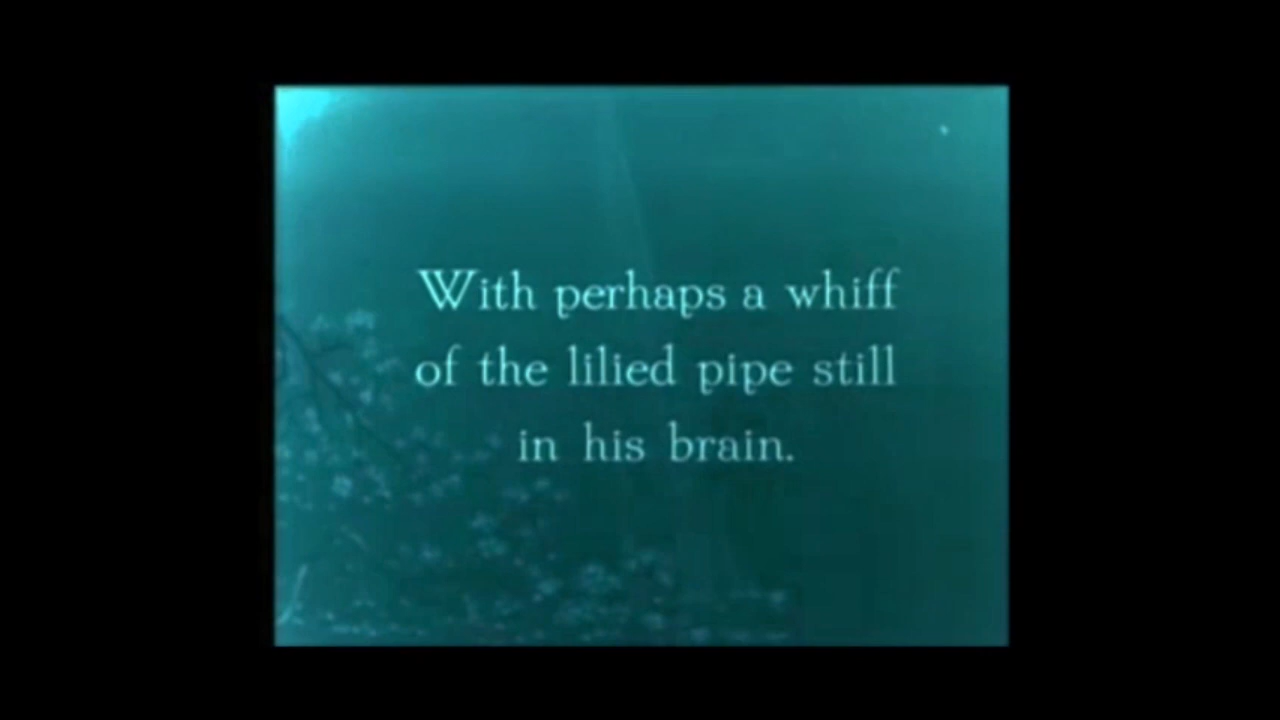 With perhaps a whiff
of the lilied pipe still
in his brain.